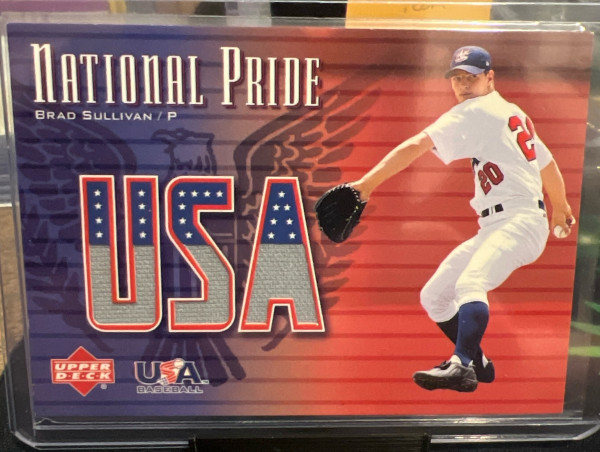 NATIONAL PRIDE
BRAD SULLIVAN / P
USA
20
20
UPPER
DECK
USA
BASEBALL